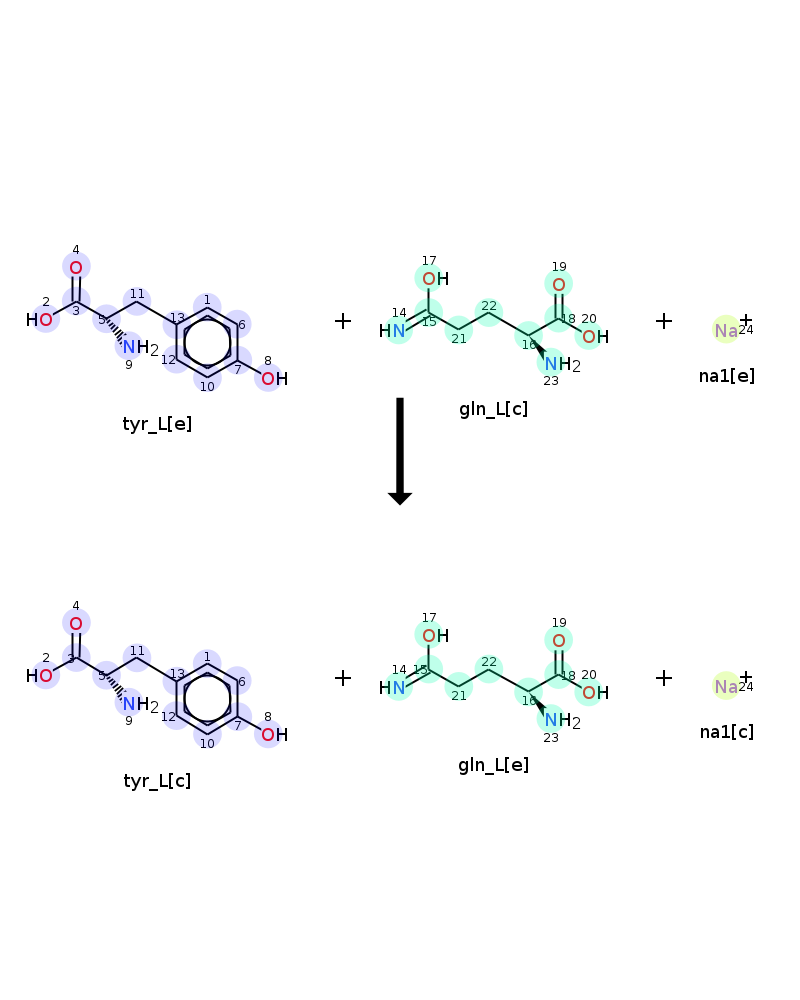 4 17 19
11 1 22
2 3 5 13 6 14 15 18 20
HO O NH2 OH + HN OH O OH NH2 + Na+
9 12 7 8 21 16 23 24
10
tyr_L[e] gln_L[c] na1[e]
4 17 19
11 1 22
2 3 5 13 6 14 15 18 20
HO O NH2 OH + HN OH O OH NH2 + Na+
9 12 7 8 21 16 23 24
10
tyr_L[c] gln_L[e] na1[c]